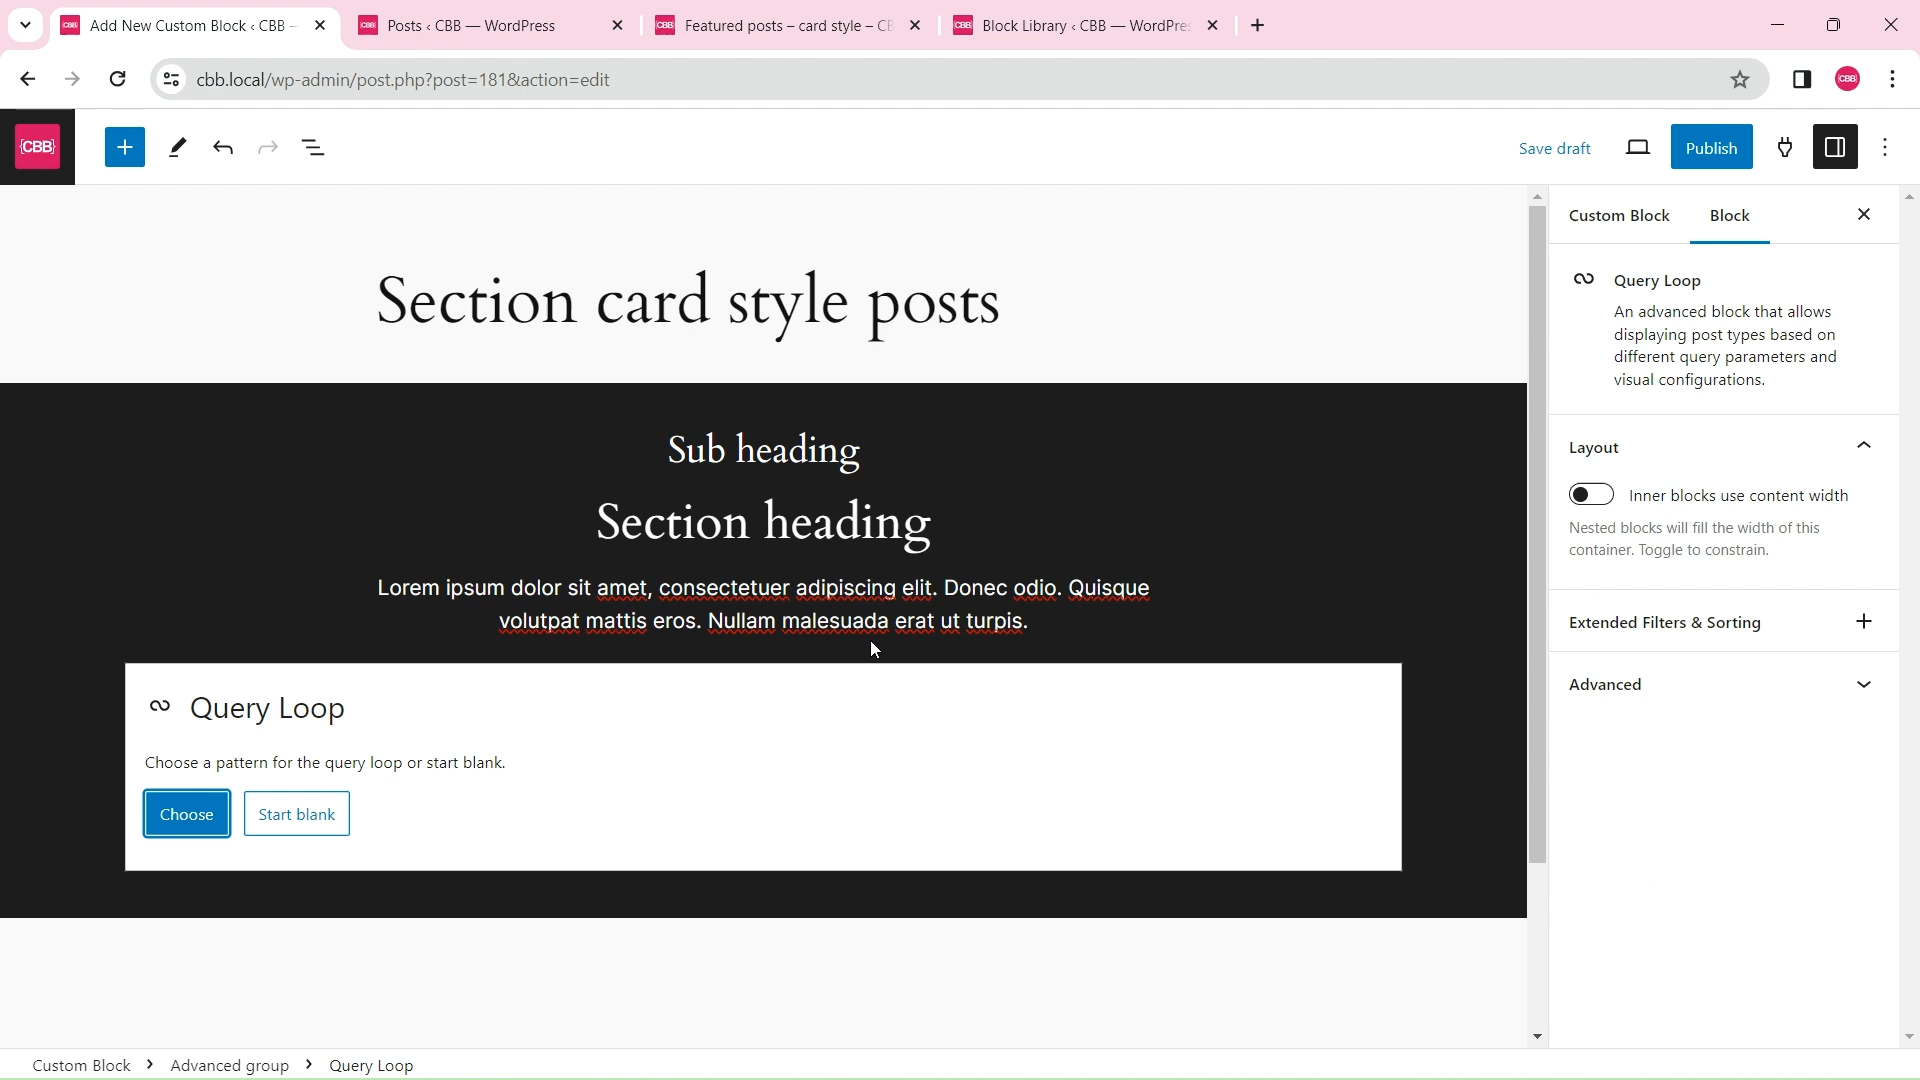 Add New Custom Block ‹ CBB –
Posts ‹ CBB — WordPress
Featured posts – card style – CB
Block Library ‹ CBB — WordPres
cbb.local/wp-admin/post.php?post=181&action=edit
CBB
{CBB}
Save draft
Publish
Section card style posts
Sub heading
Section heading
Lorem ipsum dolor sit amet, consectetuer adipiscing elit. Donec odio. Quisque
volutpat mattis eros. Nullam malesuada erat ut turpis.
Query Loop
Choose a pattern for the query loop or start blank.
Choose
Start blank
Custom Block
Block
Query Loop
An advanced block that allows
displaying post types based on
different query parameters and
visual configurations.
Layout
Inner blocks use content width
Nested blocks will fill the width of this
container. Toggle to constrain.
Extended Filters & Sorting
Advanced
Custom Block › Advanced group › Query Loop